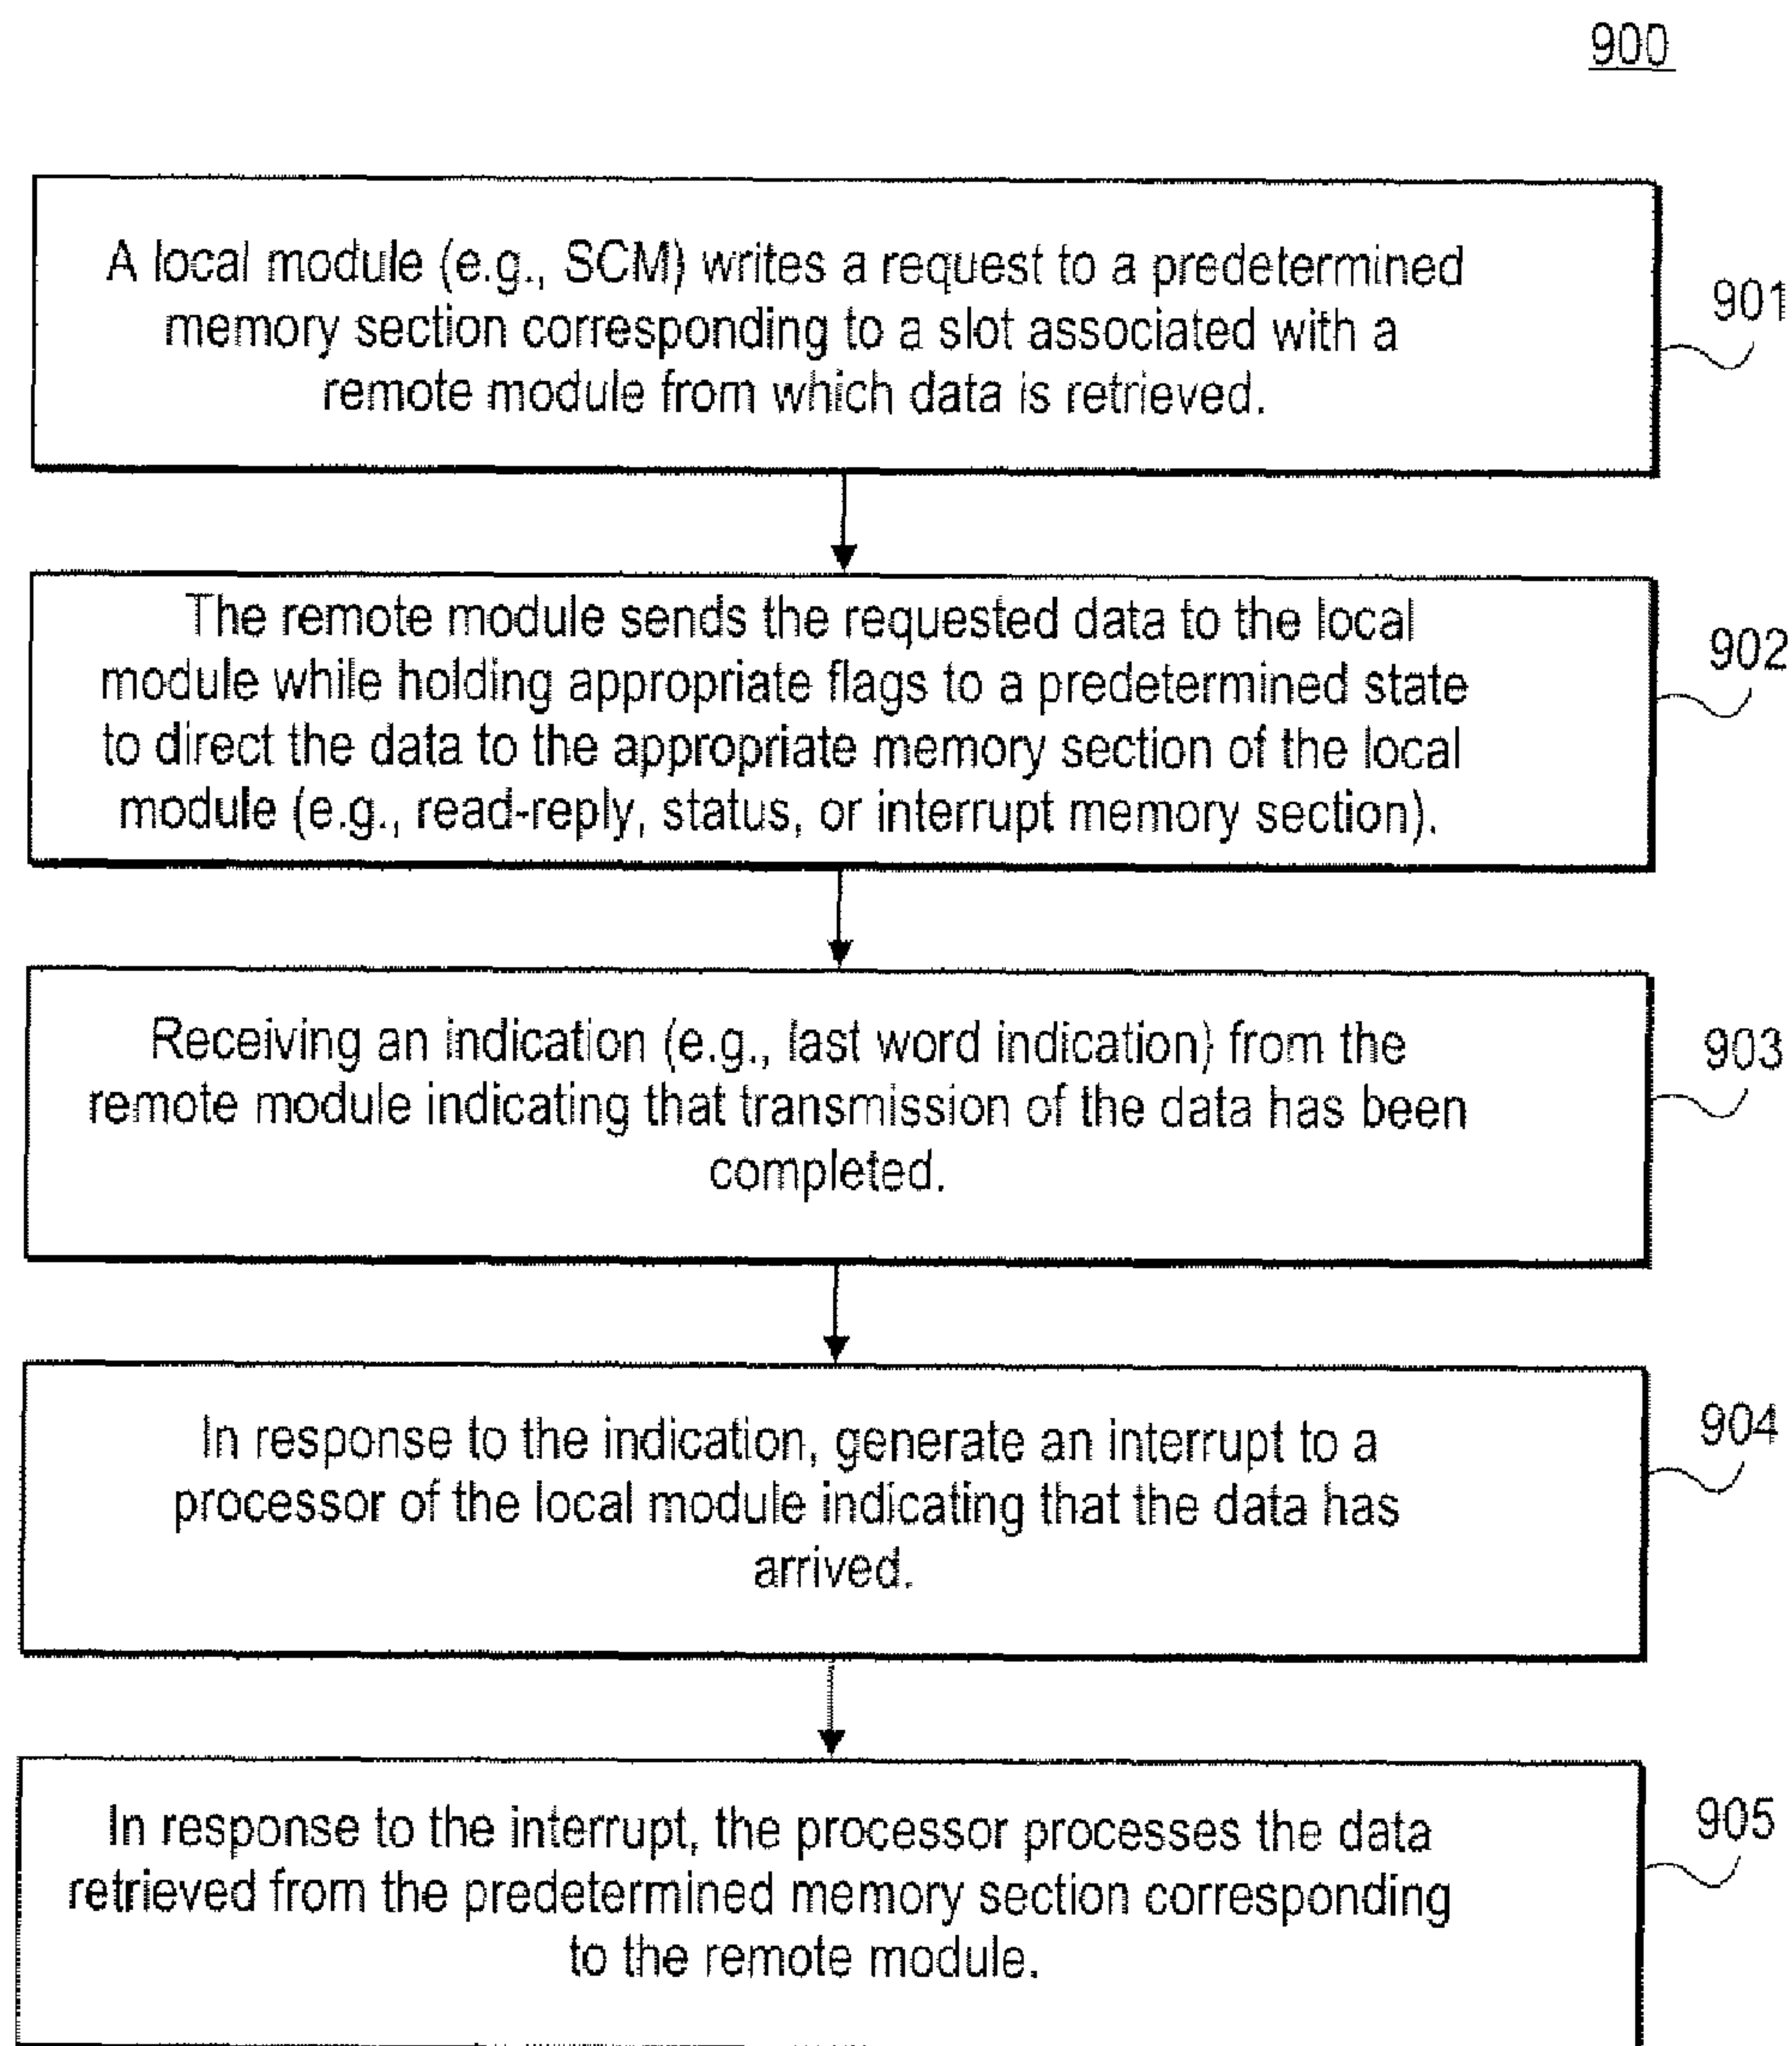 900
A local module (e.g., SCM) writes a request to a predetermined
memory section corresponding to a slot associated with a
remote module from which data is retrieved.
901
The remote module sends the requested data to the local
module while holding appropriate flags to a predetermined state
to direct the data to the appropriate memory section of the local
module (e.g., read-reply, status, or interrupt memory section).
902
Receiving an indication (e.g., last word indication) from the
remote module indicating that transmission of the data has been
completed.
903
In response to the indication, generate an interrupt to a
processor of the local module indicating that the data has
arrived.
904
In response to the interrupt, the processor processes the data
retrieved from the predetermined memory section corresponding
to the remote module.
905